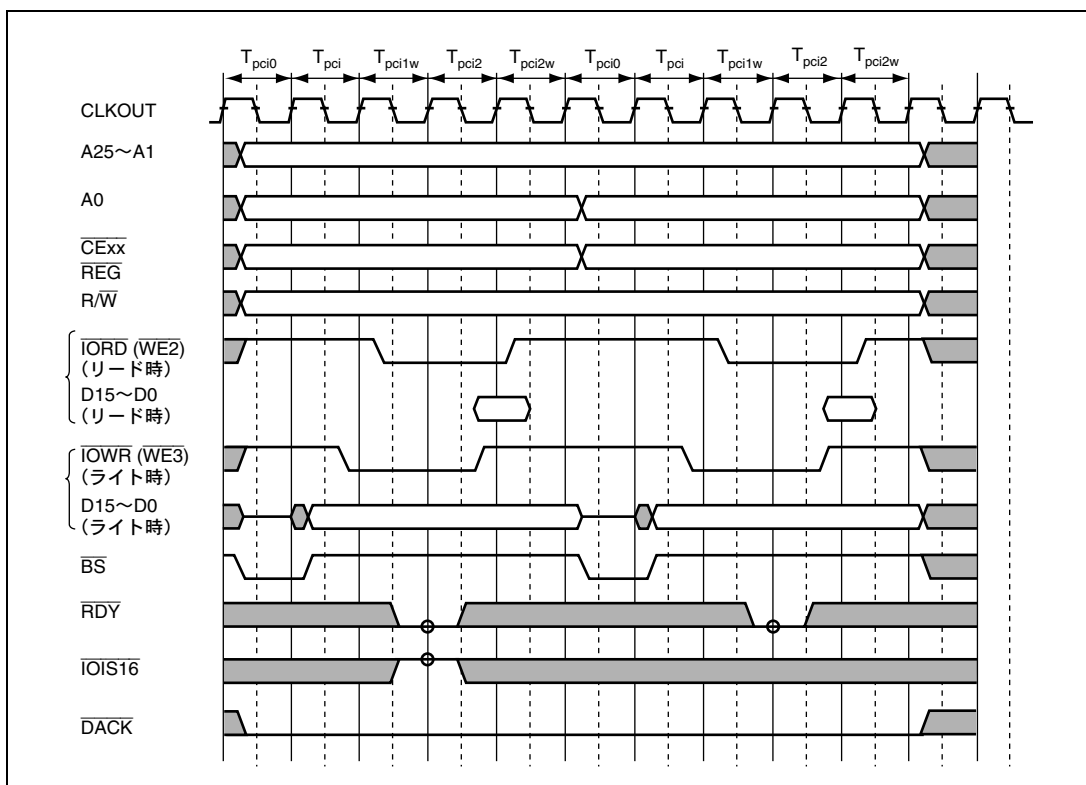 Tpci0 Tpci Tpci1w Tpci2 Tpci2w Tpci0 Tpci Tpci1w Tpci2 Tpci2w
CLKOUT
A25〜A1
A0
CExx
REG
R/W
IORD (WE2)
(リード時)
D15〜D0
(リード時)
IOWR (WE3)
(ライト時)
D15〜D0
(ライト時)
BS
RDY
IOIS16
DACK